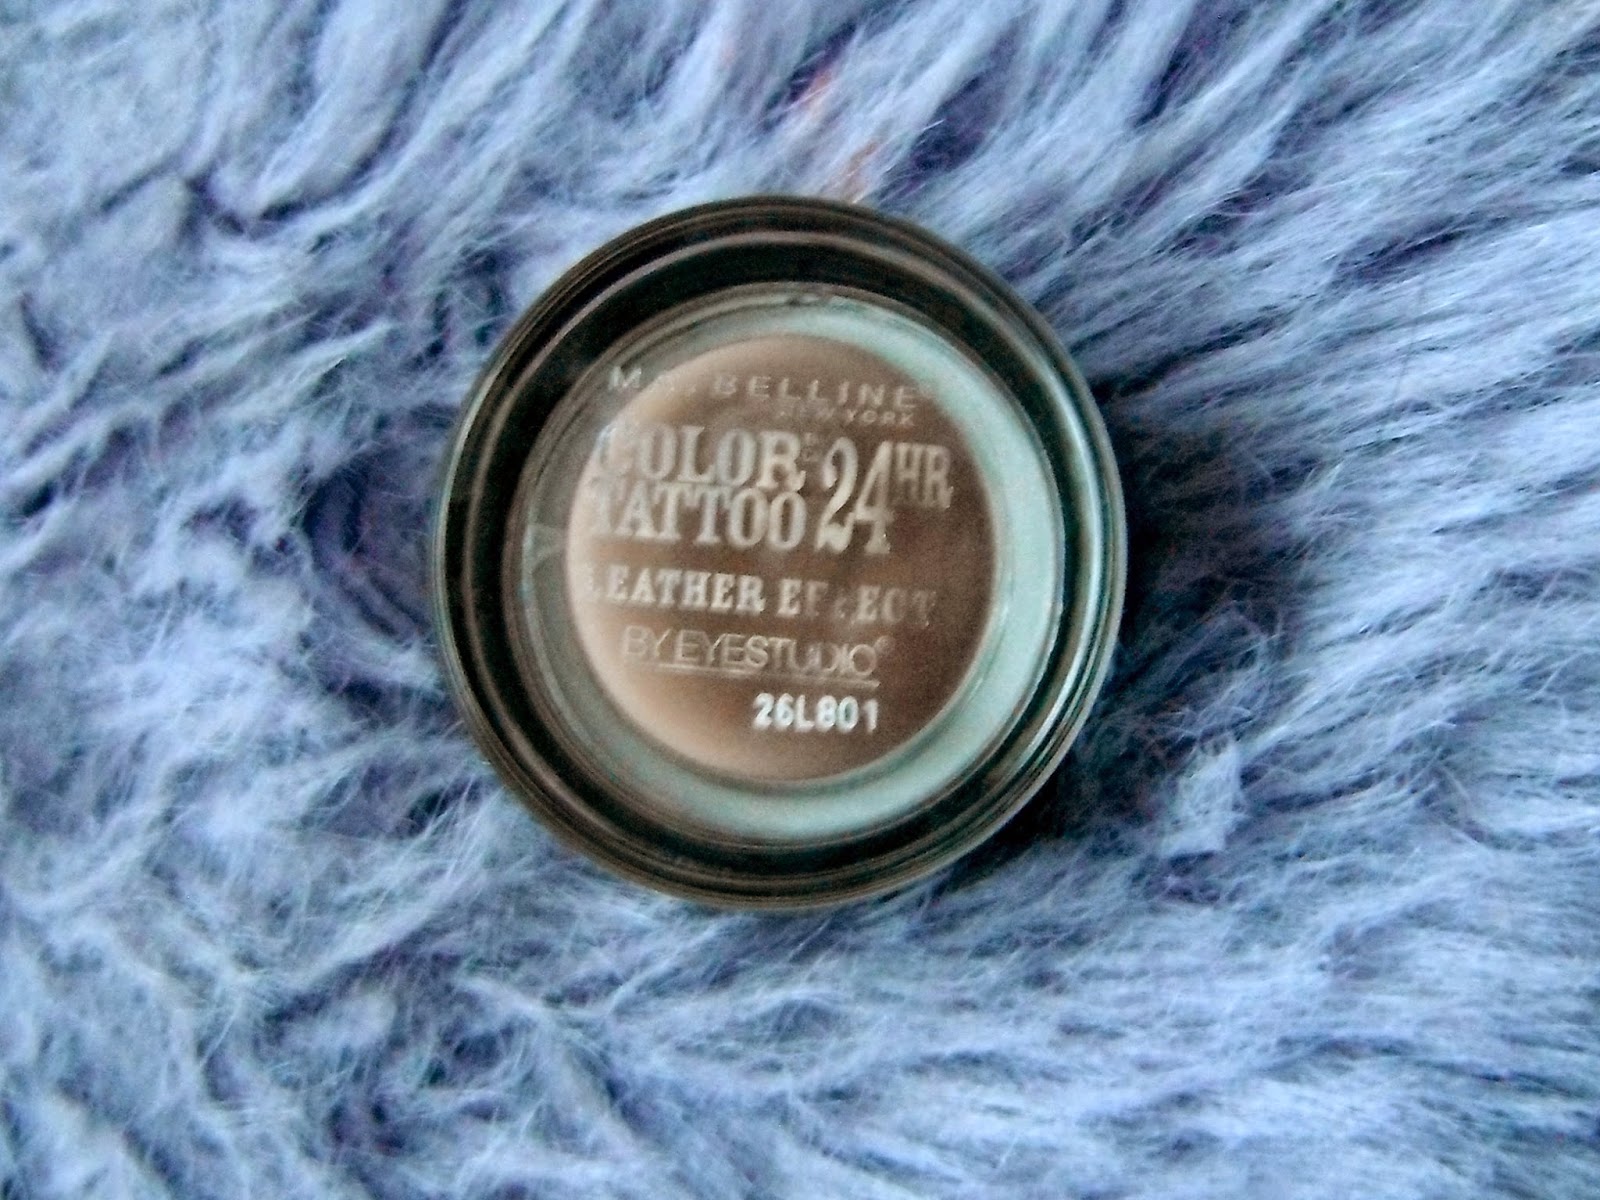 MAYBELLINE
NEW YORK
COLOR
TATTOO 24HR
LEATHER EFFECT
BY EYESTUDIO®
26L801